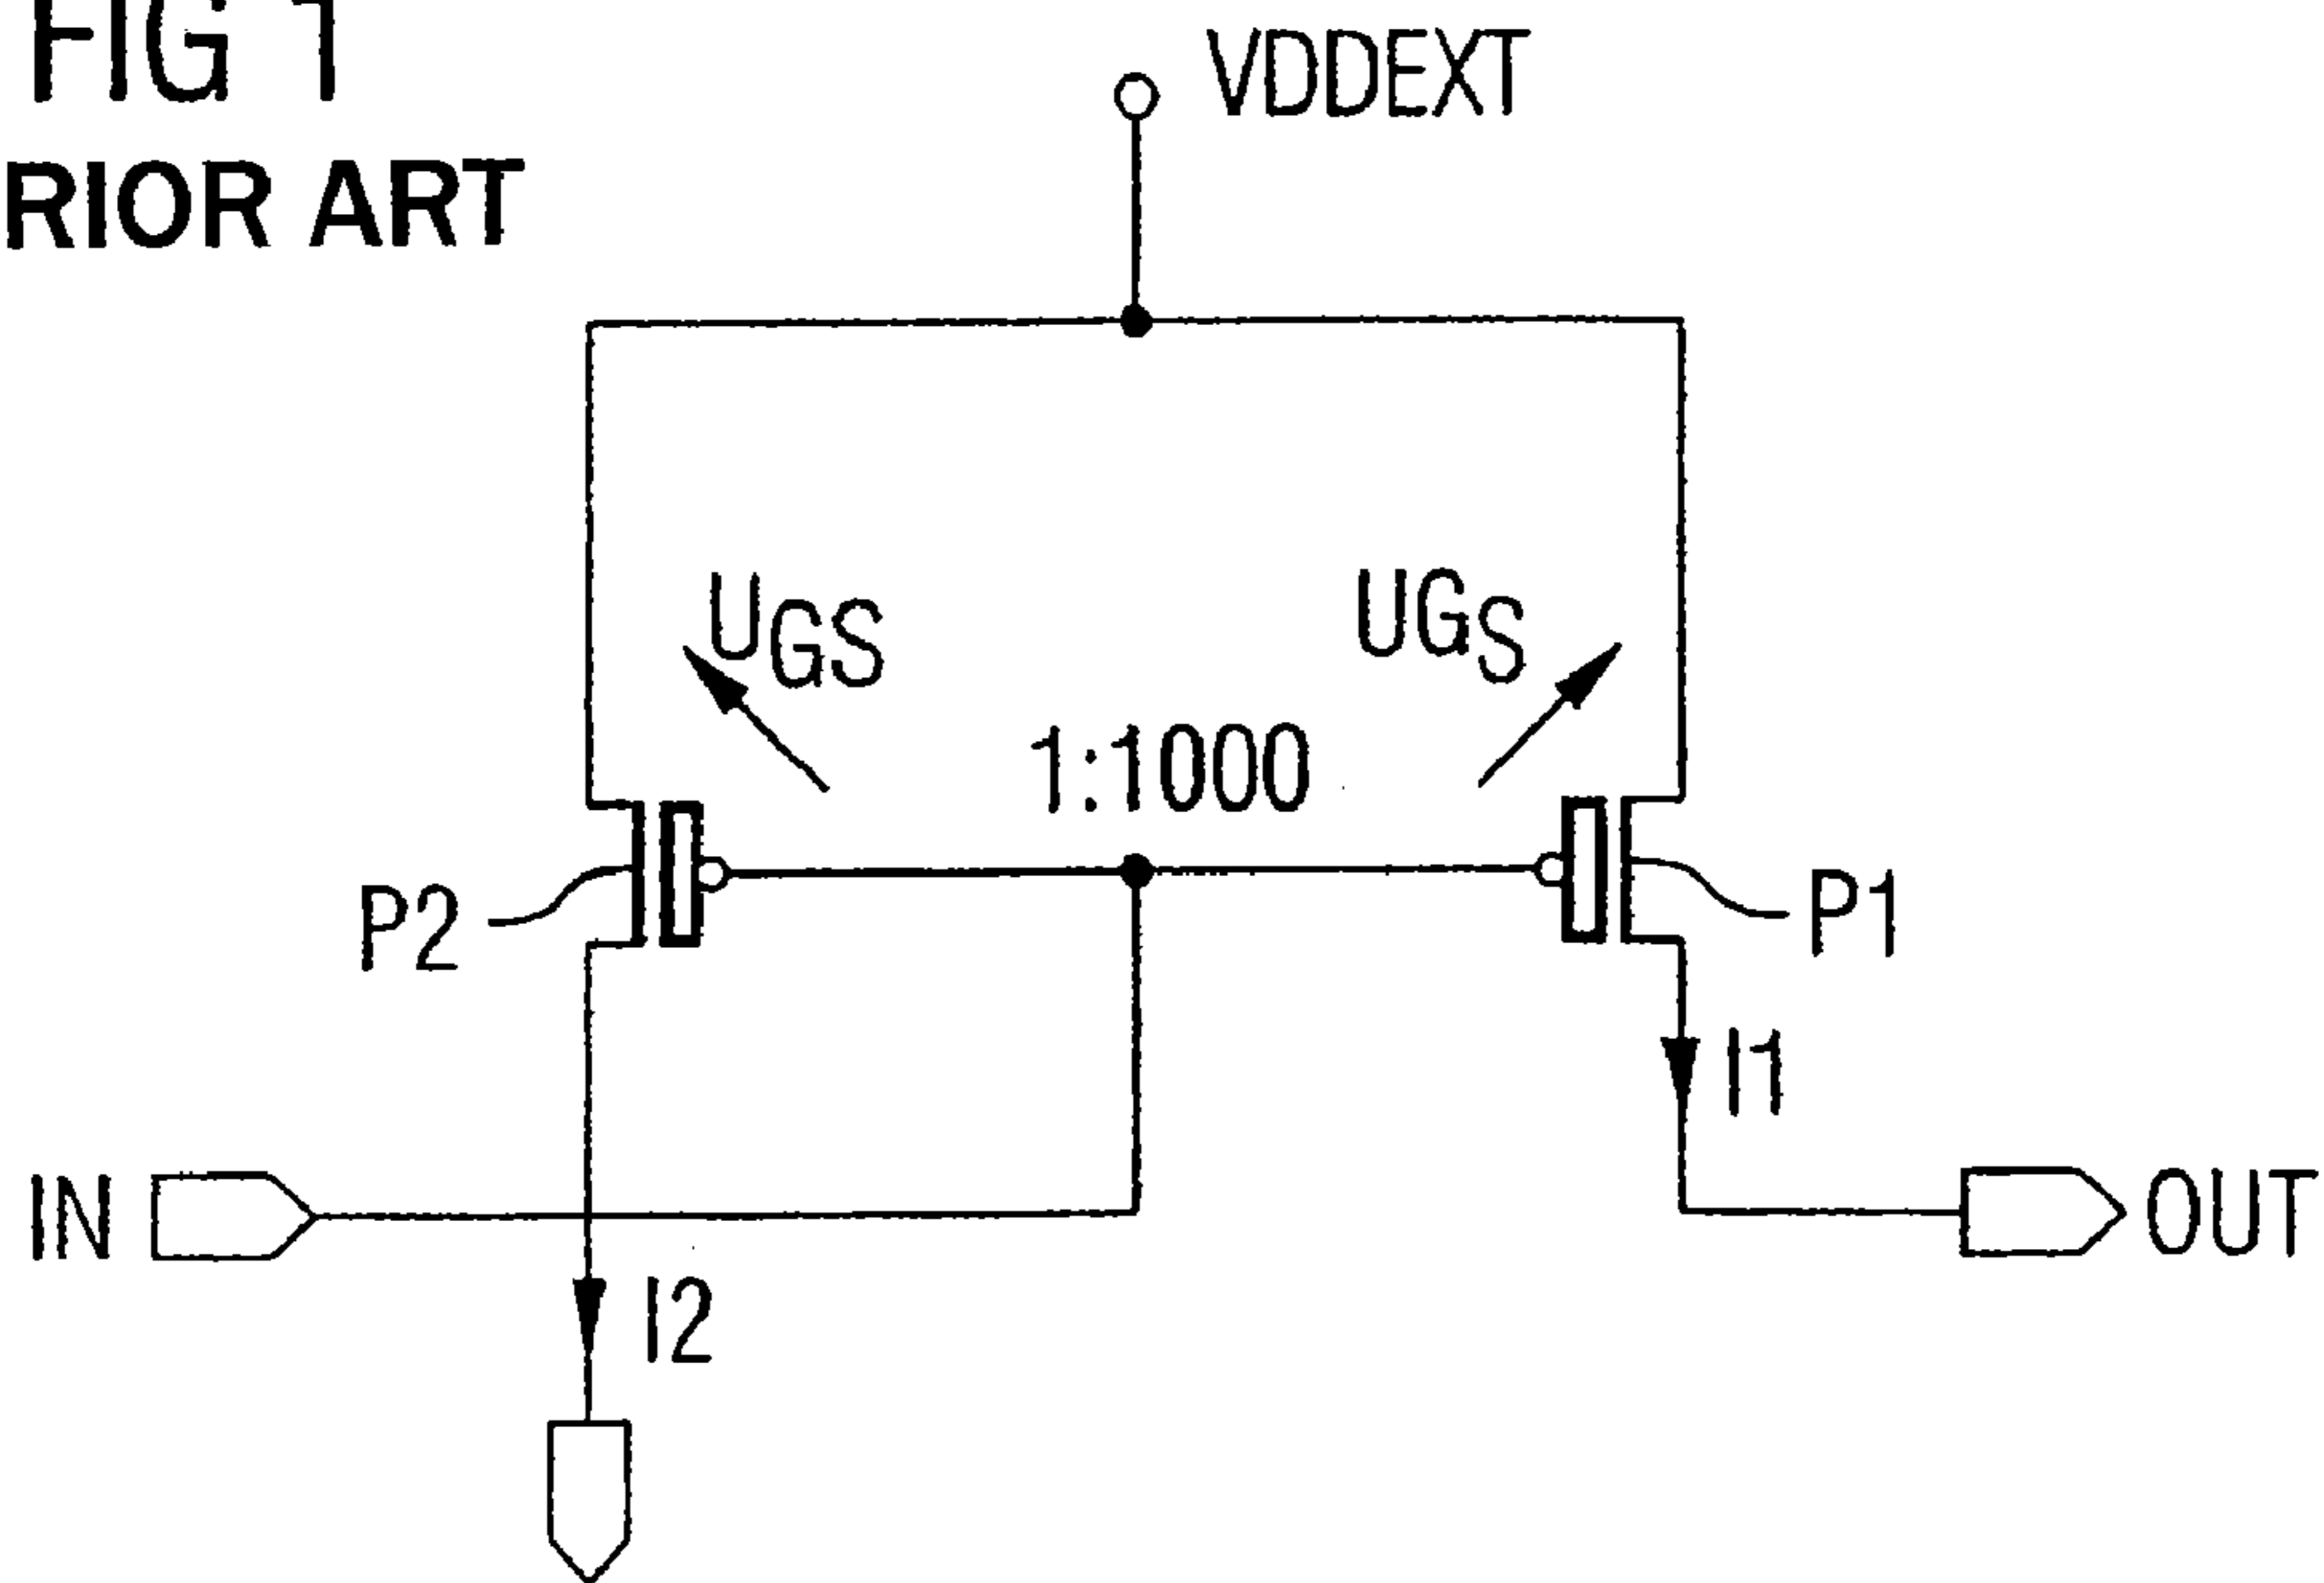 FIG 1
RIOR ART
VDDEXT
UGS
UGS
1:1000
P2
P1
I1
IN
OUT
I2